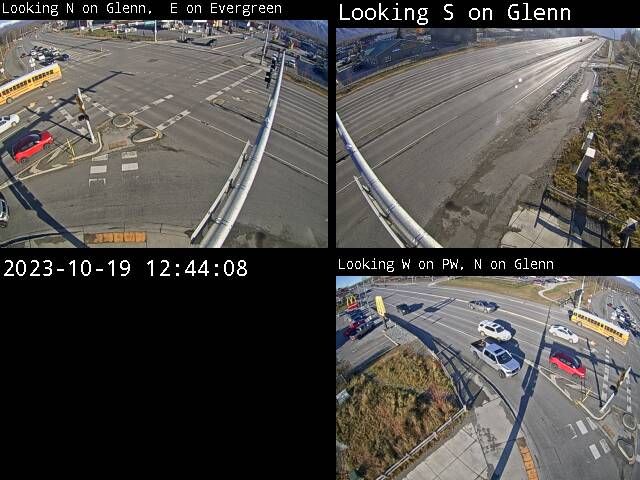 Looking N on Glenn,  E on Evergreen
Looking S on Glenn
2023-10-19 12:44:08
Looking W on PW, N on Glenn